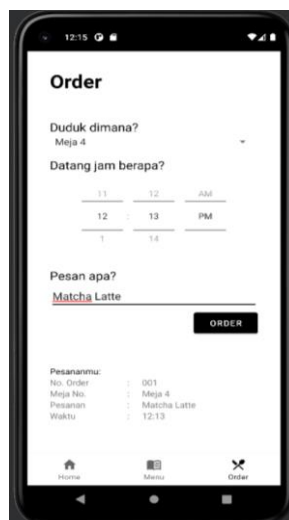 12:15
Order
Duduk dimana?
Meja 4
Datang jam berapa?
11 12 AM
12 : 13 PM
1 14
Pesan apa?
Matcha Latte
ORDER
Pesananmu:
No. Order : 001
Meja No. : Meja 4
Pesanan : Matcha Latte
Waktu : 12:13
Home Menu Order